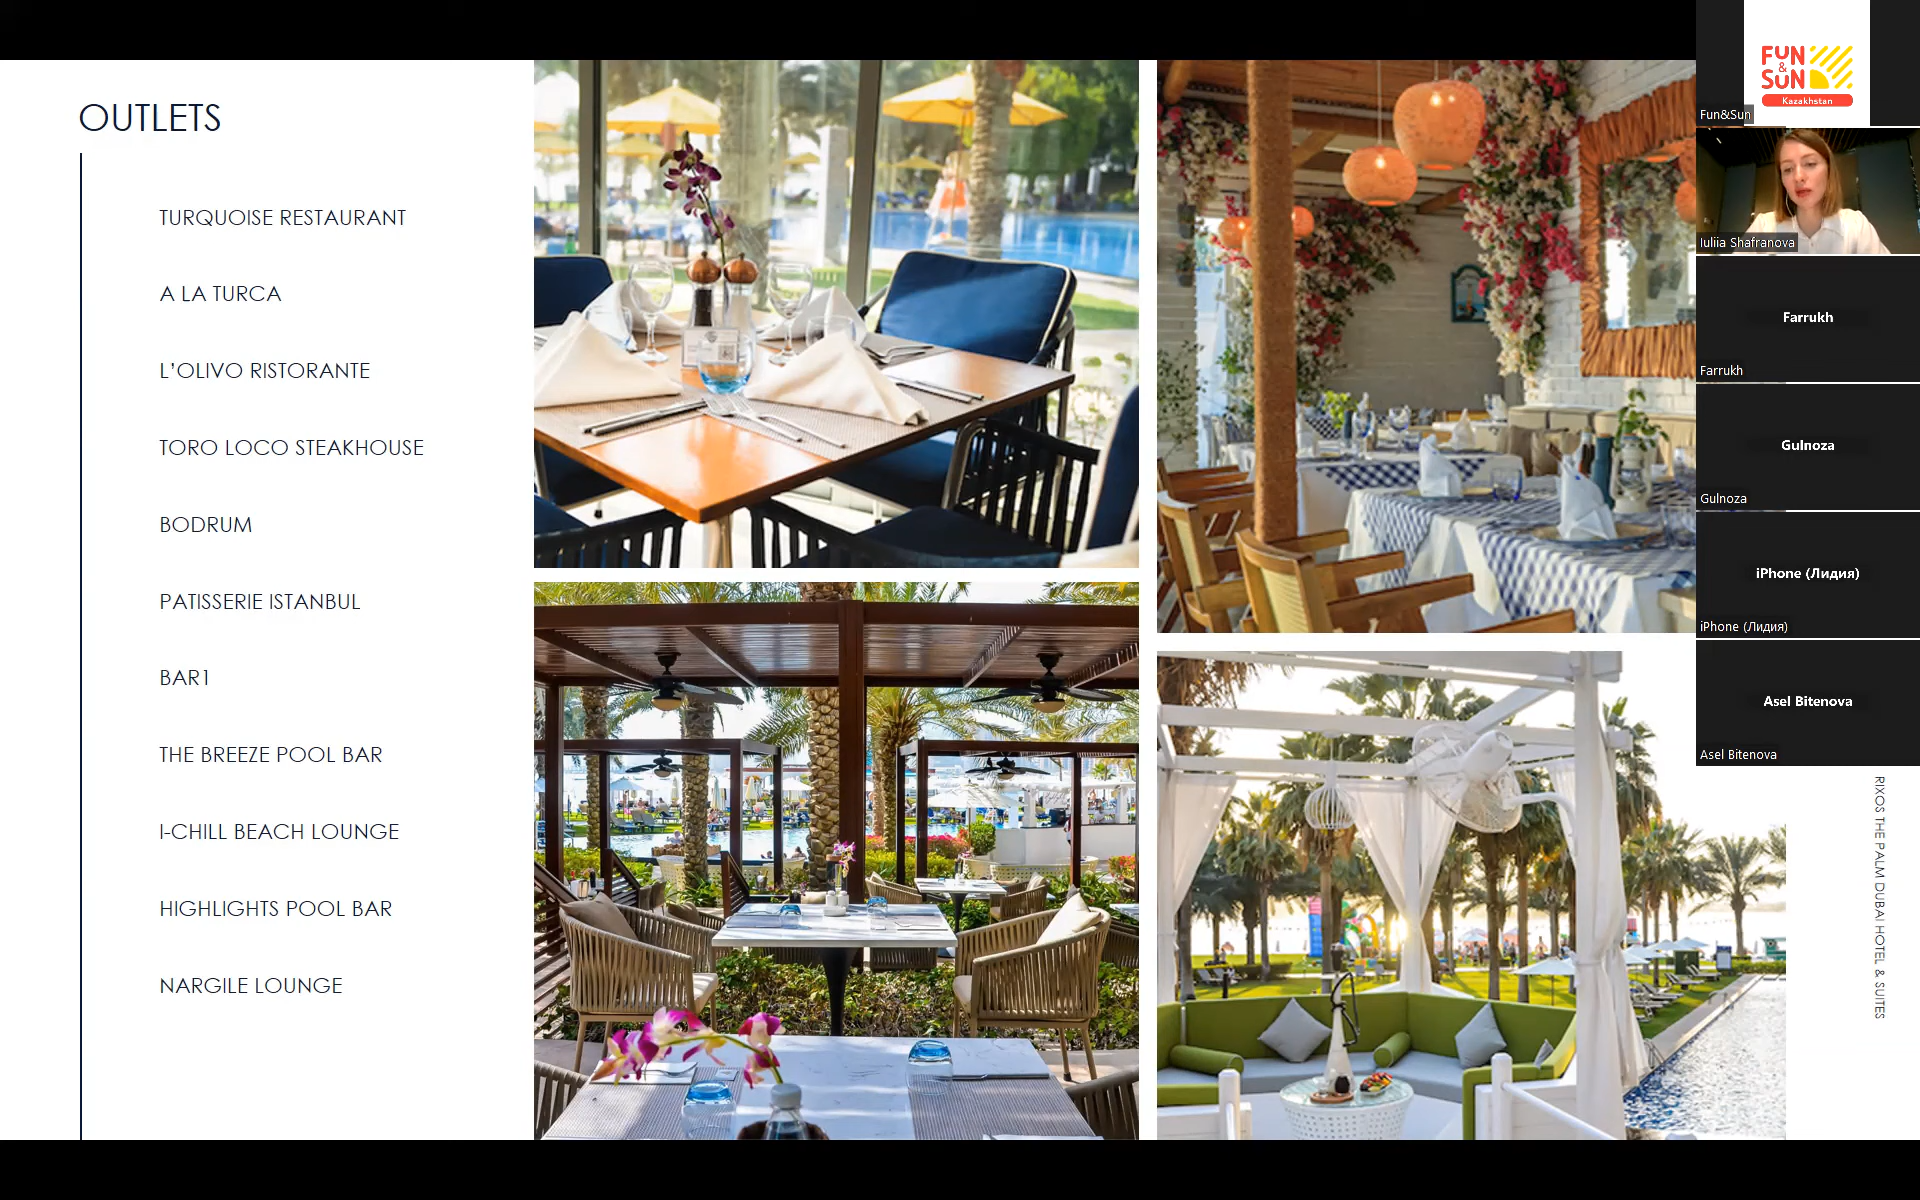 OUTLETS
TURQUOISE RESTAURANT
A LA TURCA
L'OLIVO RISTORANTE
TORO LOCO STEAKHOUSE
BODRUM
PATISSERIE ISTANBUL
BAR1
THE BREEZE POOL BAR
I-CHILL BEACH LOUNGE
HIGHLIGHTS POOL BAR
NARGILE LOUNGE
RIXOS THE PALM DUBAI HOTEL & SUITES
FUN
&
SUN
Kazakhstan
Fun&Sun
Iuliia Shafranova
Farrukh
Farrukh
Gulnoza
Gulnoza
iPhone (Лидия)
iPhone (Лидия)
Asel Bitenova
Asel Bitenova